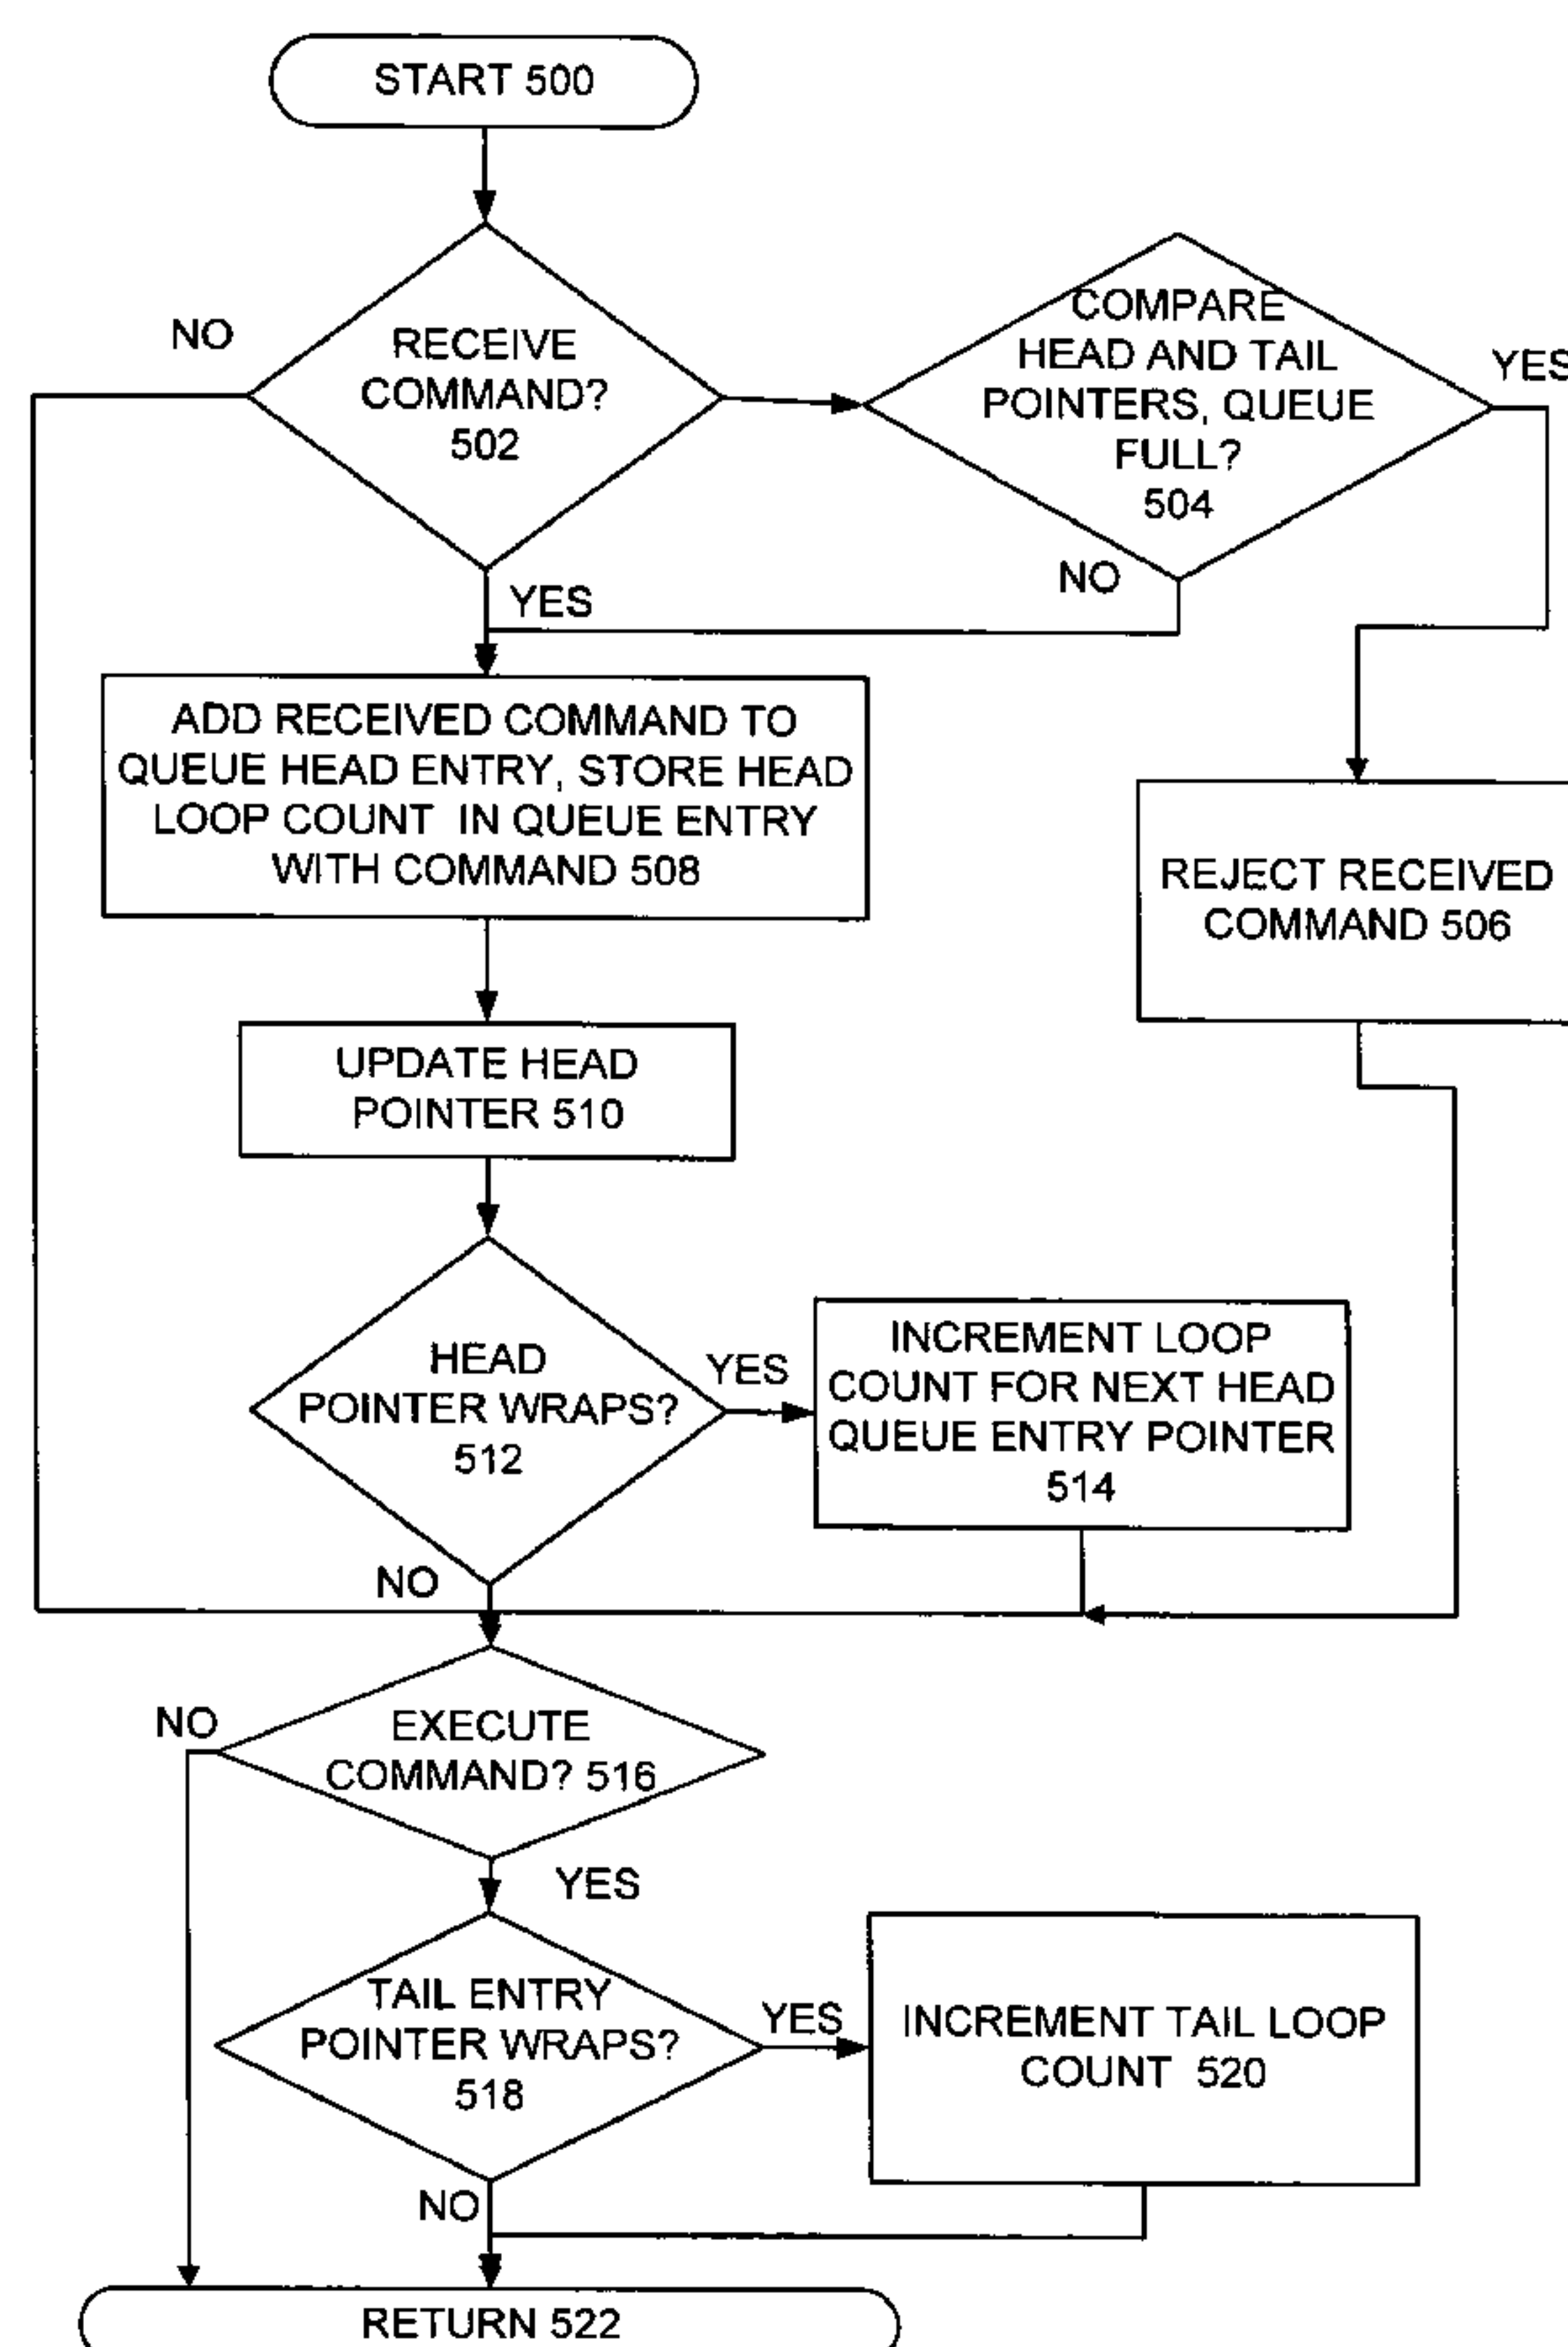 START 500
NO
RECEIVE
COMMAND?
502
COMPARE
HEAD AND TAIL
POINTERS, QUEUE
FULL?
504
YES
YES
NO
ADD RECEIVED COMMAND TO
QUEUE HEAD ENTRY, STORE HEAD
LOOP COUNT IN QUEUE ENTRY
WITH COMMAND 508
REJECT RECEIVED
COMMAND 506
UPDATE HEAD
POINTER 510
HEAD
POINTER WRAPS?
512
YES
INCREMENT LOOP
COUNT FOR NEXT HEAD
QUEUE ENTRY POINTER
514
NO
NO
EXECUTE
COMMAND? 516
YES
TAIL ENTRY
POINTER WRAPS?
518
YES
INCREMENT TAIL LOOP
COUNT 520
NO
RETURN 522